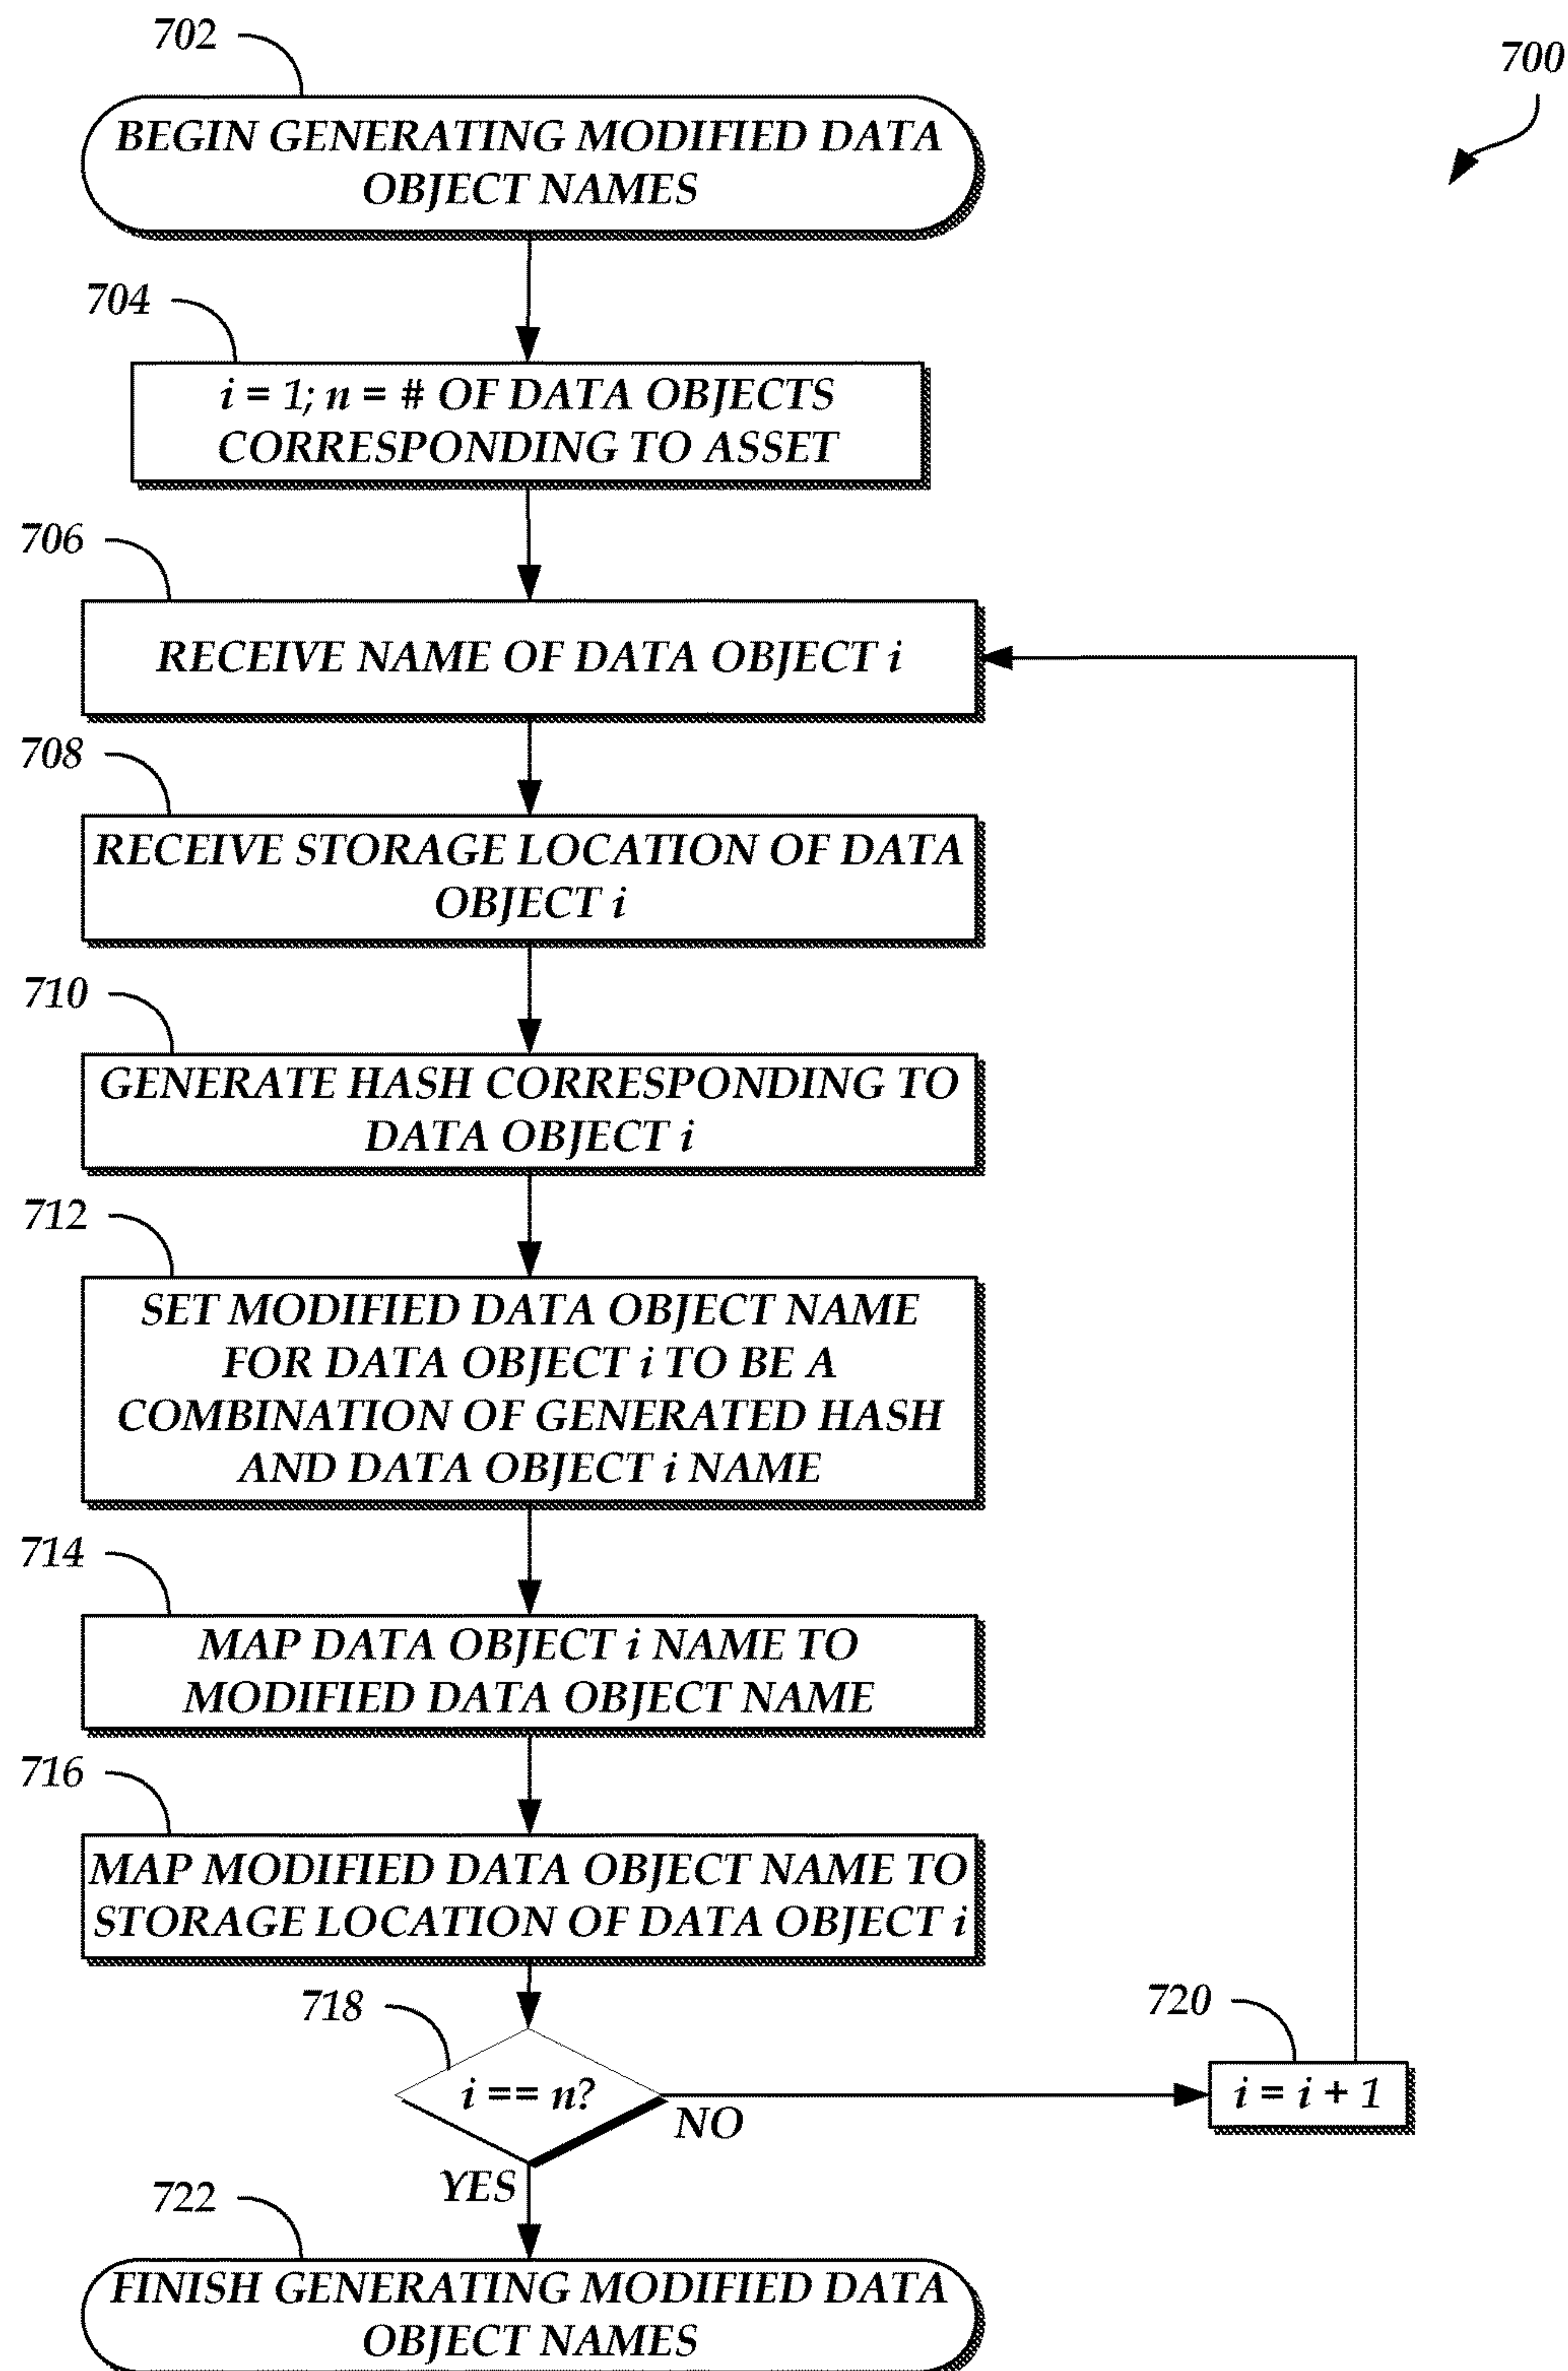 702
700
BEGIN GENERATING MODIFIED DATA
OBJECT NAMES
704
i = 1; n = # OF DATA OBJECTS
CORRESPONDING TO ASSET
706
RECEIVE NAME OF DATA OBJECT i
708
RECEIVE STORAGE LOCATION OF DATA
OBJECT i
710
GENERATE HASH CORRESPONDING TO
DATA OBJECT i
712
SET MODIFIED DATA OBJECT NAME
FOR DATA OBJECT i TO BE A
COMBINATION OF GENERATED HASH
AND DATA OBJECT i NAME
714
MAP DATA OBJECT i NAME TO
MODIFIED DATA OBJECT NAME
716
MAP MODIFIED DATA OBJECT NAME TO
STORAGE LOCATION OF DATA OBJECT i
718
720
i == n?
i = i + 1
NO
YES
722
FINISH GENERATING MODIFIED DATA
OBJECT NAMES